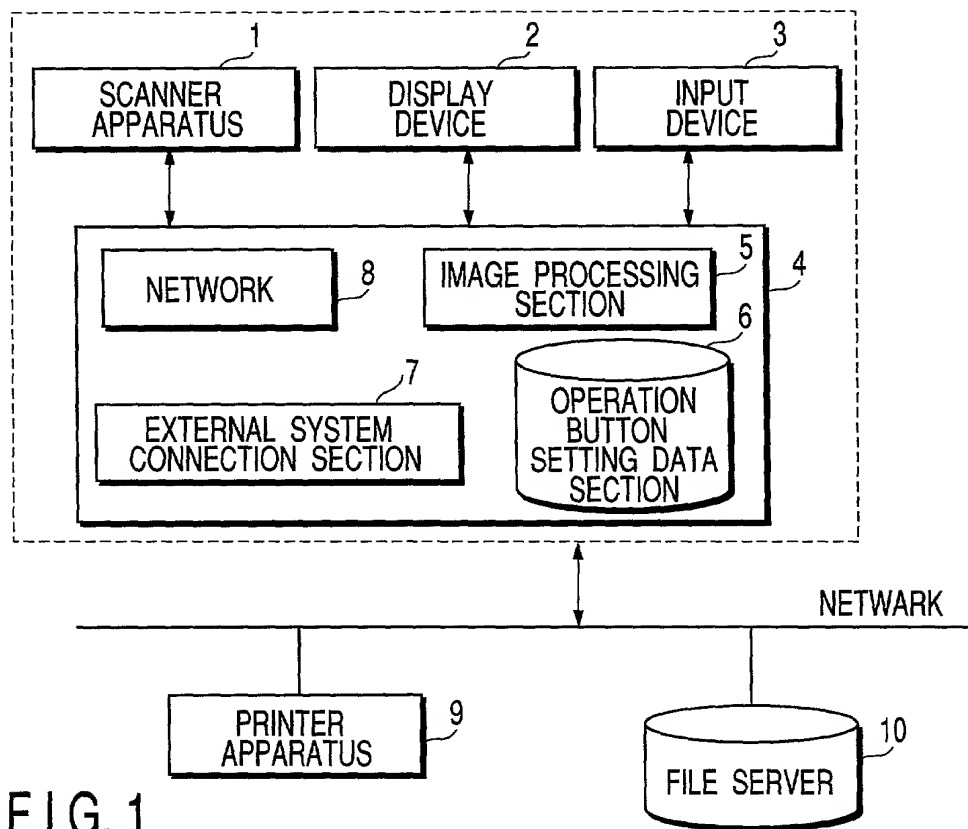 1
2
3
SCANNER
APPARATUS
DISPLAY
DEVICE
INPUT
DEVICE
NETWORK
8
IMAGE PROCESSING
SECTION
5
4
6
7
EXTERNAL SYSTEM
CONNECTION SECTION
OPERATION
BUTTON
SETTING DATA
SECTION
NETWARK
PRINTER
APPARATUS
9
FILE SERVER
10
FIG. 1